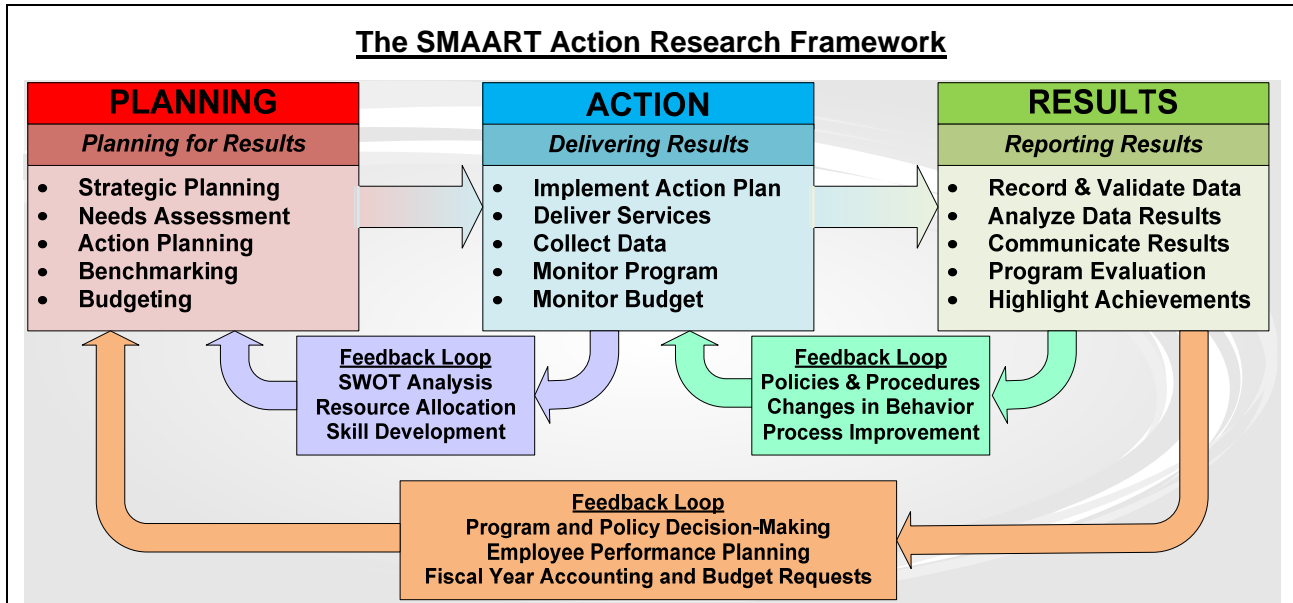 The SMAART Action Research Framework
PLANNING
Planning for Results
• Strategic Planning
• Needs Assessment
• Action Planning
• Benchmarking
• Budgeting
ACTION
Delivering Results
• Implement Action Plan
• Deliver Services
• Collect Data
• Monitor Program
• Monitor Budget
RESULTS
Reporting Results
• Record & Validate Data
• Analyze Data Results
• Communicate Results
• Program Evaluation
• Highlight Achievements
Feedback Loop
SWOT Analysis
Resource Allocation
Skill Development
Feedback Loop
Policies & Procedures
Changes in Behavior
Process Improvement
Feedback Loop
Program and Policy Decision-Making
Employee Performance Planning
Fiscal Year Accounting and Budget Requests